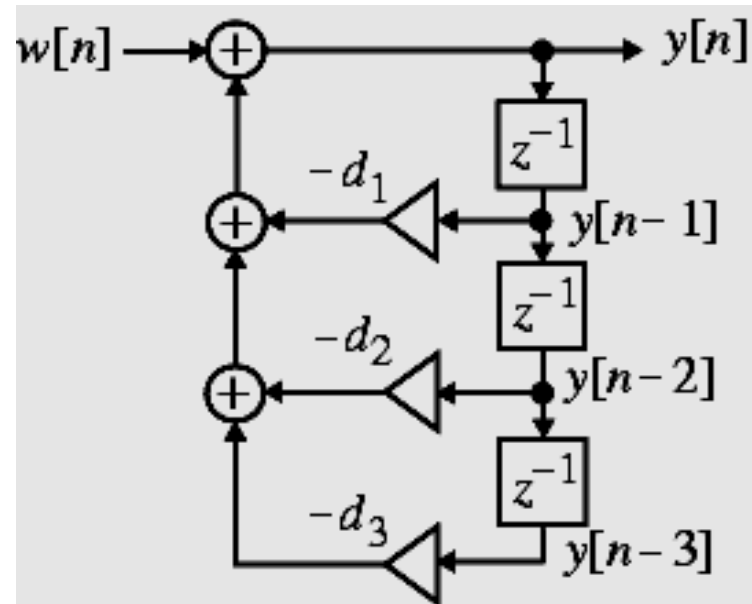 w[n] + y[n]
z⁻¹
-d₁
+ y[n-1]
z⁻¹
-d₂
+ y[n-2]
z⁻¹
-d₃
y[n-3]